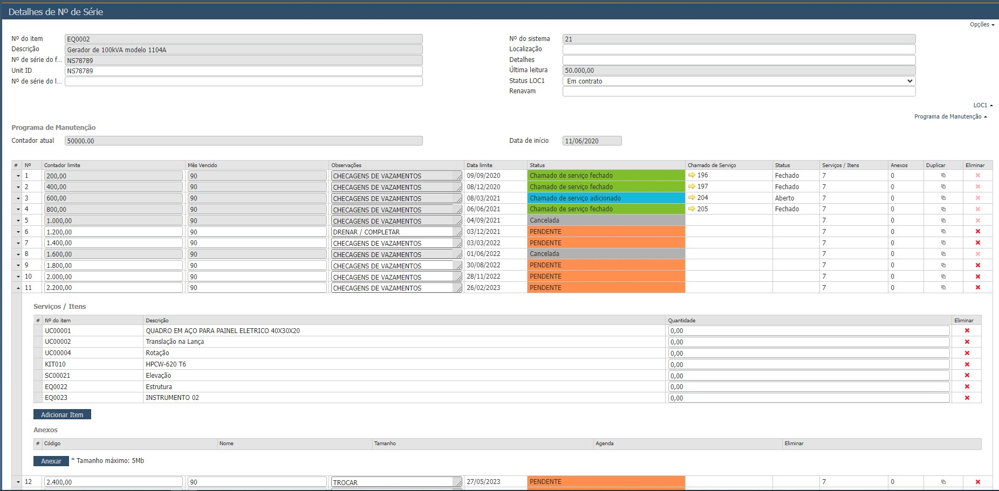 Detalhes de Nº de Série
Opções
Nº do item EQ0002 Nº do sistema 21
Descrição Gerador de 100kVA modelo 1104A Localização
Nº de série do f... NS78789 Detalhes
Unit ID NS78789 Última leitura 50.000,00
Nº de série do l... Status LOC1 Em contrato
Renavam
LOC1
Programa de Manutenção
Programa de Manutenção
Contador atual 50000.00 Data de início 11/06/2020
# Nº Contador limite Mês Vencido Observações Data limite Status Chamado de Serviço Status Serviços / Itens Anexos Duplicar Eliminar
1 200,00 90 CHECAGENS DE VAZAMENTOS 09/09/2020 Chamado de serviço fechado 196 Fechado 7 0
2 400,00 90 CHECAGENS DE VAZAMENTOS 08/12/2020 Chamado de serviço fechado 197 Fechado 7 0
3 600,00 90 CHECAGENS DE VAZAMENTOS 08/03/2021 Chamado de serviço adicionado 204 Aberto 7 0
4 800,00 90 CHECAGENS DE VAZAMENTOS 06/06/2021 Chamado de serviço fechado 205 Fechado 7 0
5 1.000,00 90 CHECAGENS DE VAZAMENTOS 04/09/2021 Cancelada 7 0
6 1.200,00 90 DRENAR / COMPLETAR 03/12/2021 PENDENTE 7 0
7 1.400,00 90 CHECAGENS DE VAZAMENTOS 03/03/2022 PENDENTE 7 0
8 1.600,00 90 CHECAGENS DE VAZAMENTOS 01/06/2022 Cancelada 7 0
9 1.800,00 90 CHECAGENS DE VAZAMENTOS 30/08/2022 PENDENTE 7 0
10 2.000,00 90 CHECAGENS DE VAZAMENTOS 28/11/2022 PENDENTE 7 0
11 2.200,00 90 CHECAGENS DE VAZAMENTOS 26/02/2023 PENDENTE 7 0
Serviços / Itens
# Nº do item Descrição Quantidade Eliminar
UC00001 QUADRO EM AÇO PARA PAINEL ELETRICO 40X30X20 0,00
UC00002 Translação na Lança 0,00
UC00004 Rotação 0,00
KIT010 HPCW-620 T6 0,00
SC00021 Elevação 0,00
EQ0022 Estrutura 0,00
EQ0023 INSTRUMENTO 02 0,00
Adicionar Item
Anexos
# Código Nome Tamanho Agenda Eliminar
Anexar * Tamanho máximo: 5Mb
12 2.400,00 90 TROCAR 27/05/2023 PENDENTE 7 0